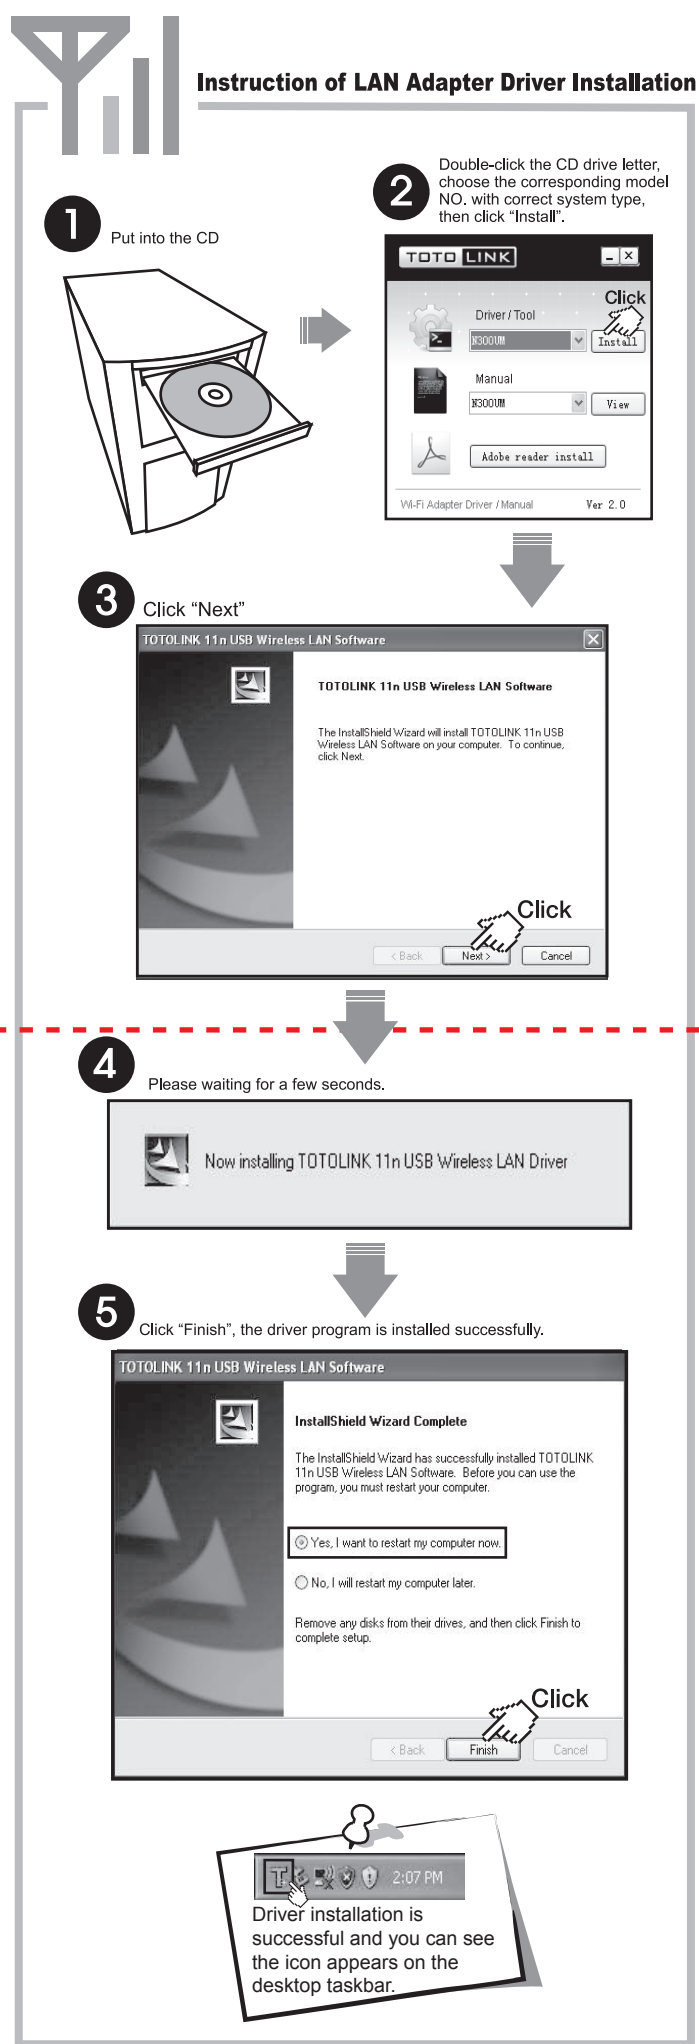 Instruction of LAN Adapter Driver Installation
1
Put into the CD
2
Double-click the CD drive letter,
choose the corresponding model
NO. with correct system type,
then click “Install”.
TOTO LINK
Click
Driver / Tool
N300UM
Install
Manual
N300UM
View
Adobe reader install
Wi-Fi Adapter Driver / Manual
Ver 2.0
3
Click “Next”
TOTOLINK 11n USB Wireless LAN Software
TOTOLINK 11n USB Wireless LAN Software
The InstallShield Wizard will install TOTOLINK 11n USB
Wireless LAN Software on your computer. To continue,
click Next.
Click
< Back
Next >
Cancel
4
Please waiting for a few seconds.
Now installing TOTOLINK 11n USB Wireless LAN Driver
5
Click “Finish”, the driver program is installed successfully.
TOTOLINK 11n USB Wireless LAN Software
InstallShield Wizard Complete
The InstallShield Wizard has successfully installed TOTOLINK
11n USB Wireless LAN Software. Before you can use the
program, you must restart your computer.
Yes, I want to restart my computer now.
No, I will restart my computer later.
Remove any disks from their drives, and then click Finish to
complete setup.
Click
< Back
Finish
Cancel
T
2:07 PM
Driver installation is
successful and you can see
the icon appears on the
desktop taskbar.